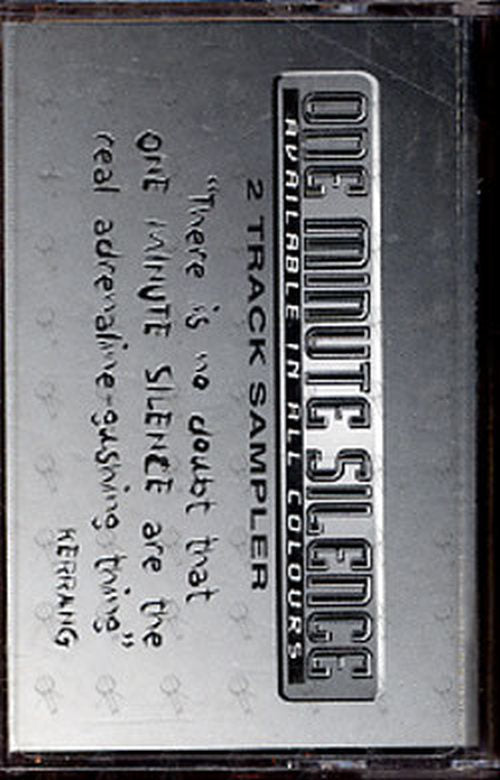 ONE MINUTE SILENCE
AVAILABLE IN ALL COLOURS
2 TRACK SAMPLER
"There is no doubt that
ONE MINUTE SILENCE are the
real adrenaline-gushing thing"
KERRANG